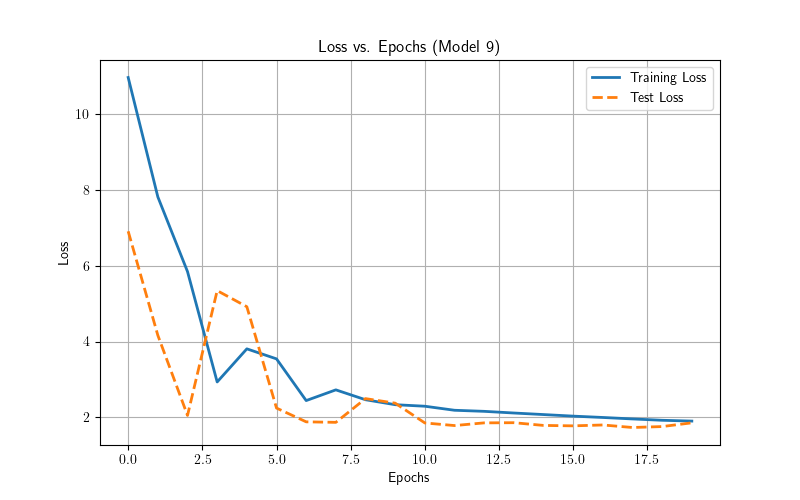 Loss vs. Epochs (Model 9)
Training Loss
Test Loss
Loss
10
8
6
4
2
0.0 2.5 5.0 7.5 10.0 12.5 15.0 17.5
Epochs